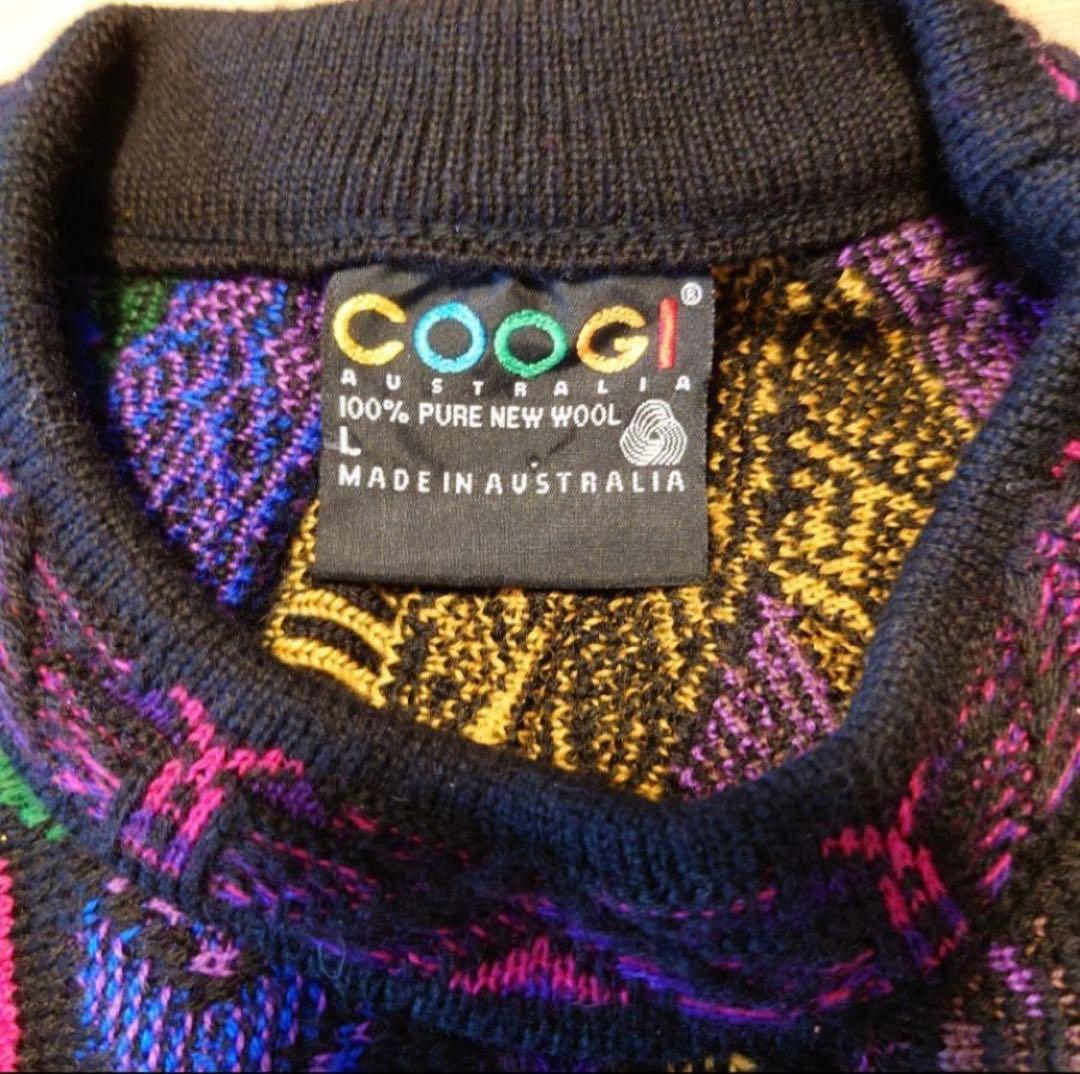 COOGI®
AUSTRALIA
100% PURE NEW WOOL
L
MADE IN AUSTRALIA